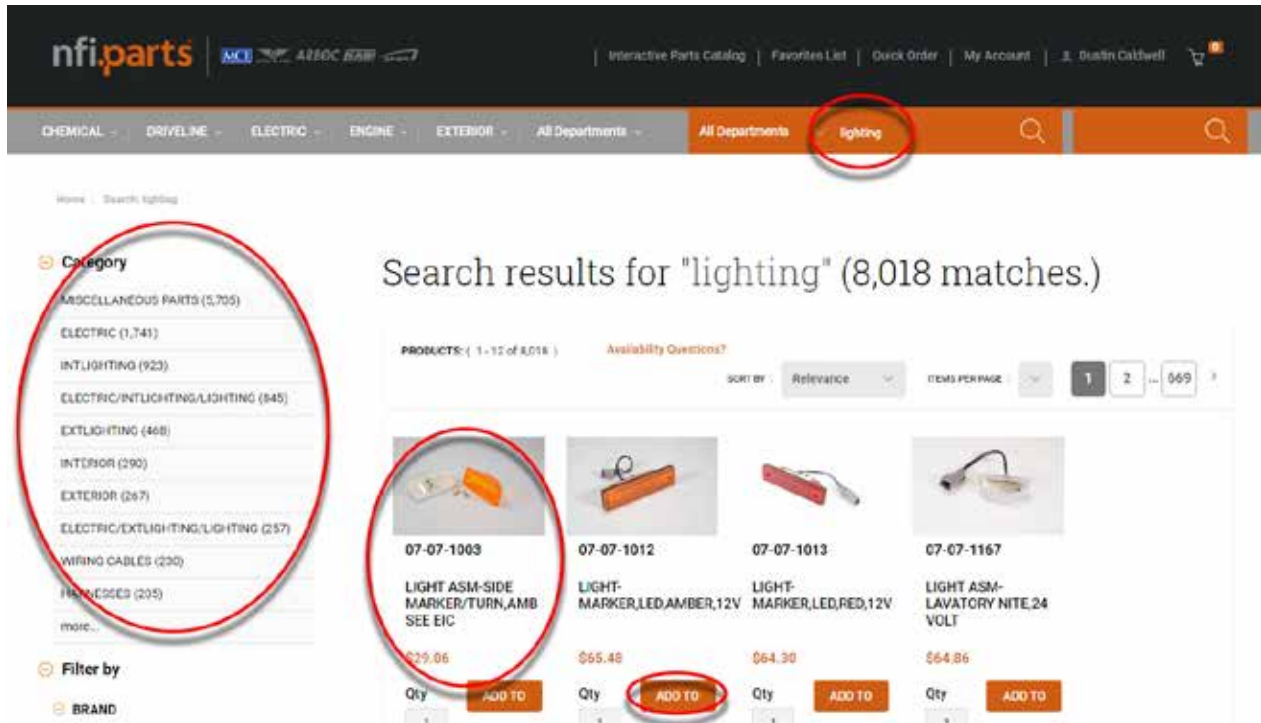 nfi.parts MCI ARBOC
Interactive Parts Catalog | Favorites List | Quick Order | My Account | Dustin Caldwell 0
CHEMICAL DRIVELINE ELECTRIC ENGINE EXTERIOR All Departments All Departments lighting
Home Search: lighting
Category
MISCELLANEOUS PARTS (5,705)
ELECTRIC (1,741)
INTLIGHTING (923)
ELECTRIC/INTLIGHTING/LIGHTING (845)
EXTLIGHTING (468)
INTERIOR (290)
EXTERIOR (267)
ELECTRIC/EXTLIGHTING/LIGHTING (257)
WIRING CABLES (230)
HARNESSES (205)
more...
Filter by
BRAND
Search results for "lighting" (8,018 matches.)
PRODUCTS: ( 1 - 12 of 8,018 ) Availability Questions?
SORT BY : Relevance ITEMS PER PAGE : 1 2 ... 669 >
07-07-1003
LIGHT ASM-SIDE
MARKER/TURN,AMB
SEE EIC
$29.06
Qty ADD TO
1
07-07-1012
LIGHT-
MARKER,LED,AMBER,12V
$65.48
Qty ADD TO
1
07-07-1013
LIGHT-
MARKER,LED,RED,12V
$64.30
Qty ADD TO
1
07-07-1167
LIGHT ASM-
LAVATORY NITE,24
VOLT
$64.86
Qty ADD TO
1